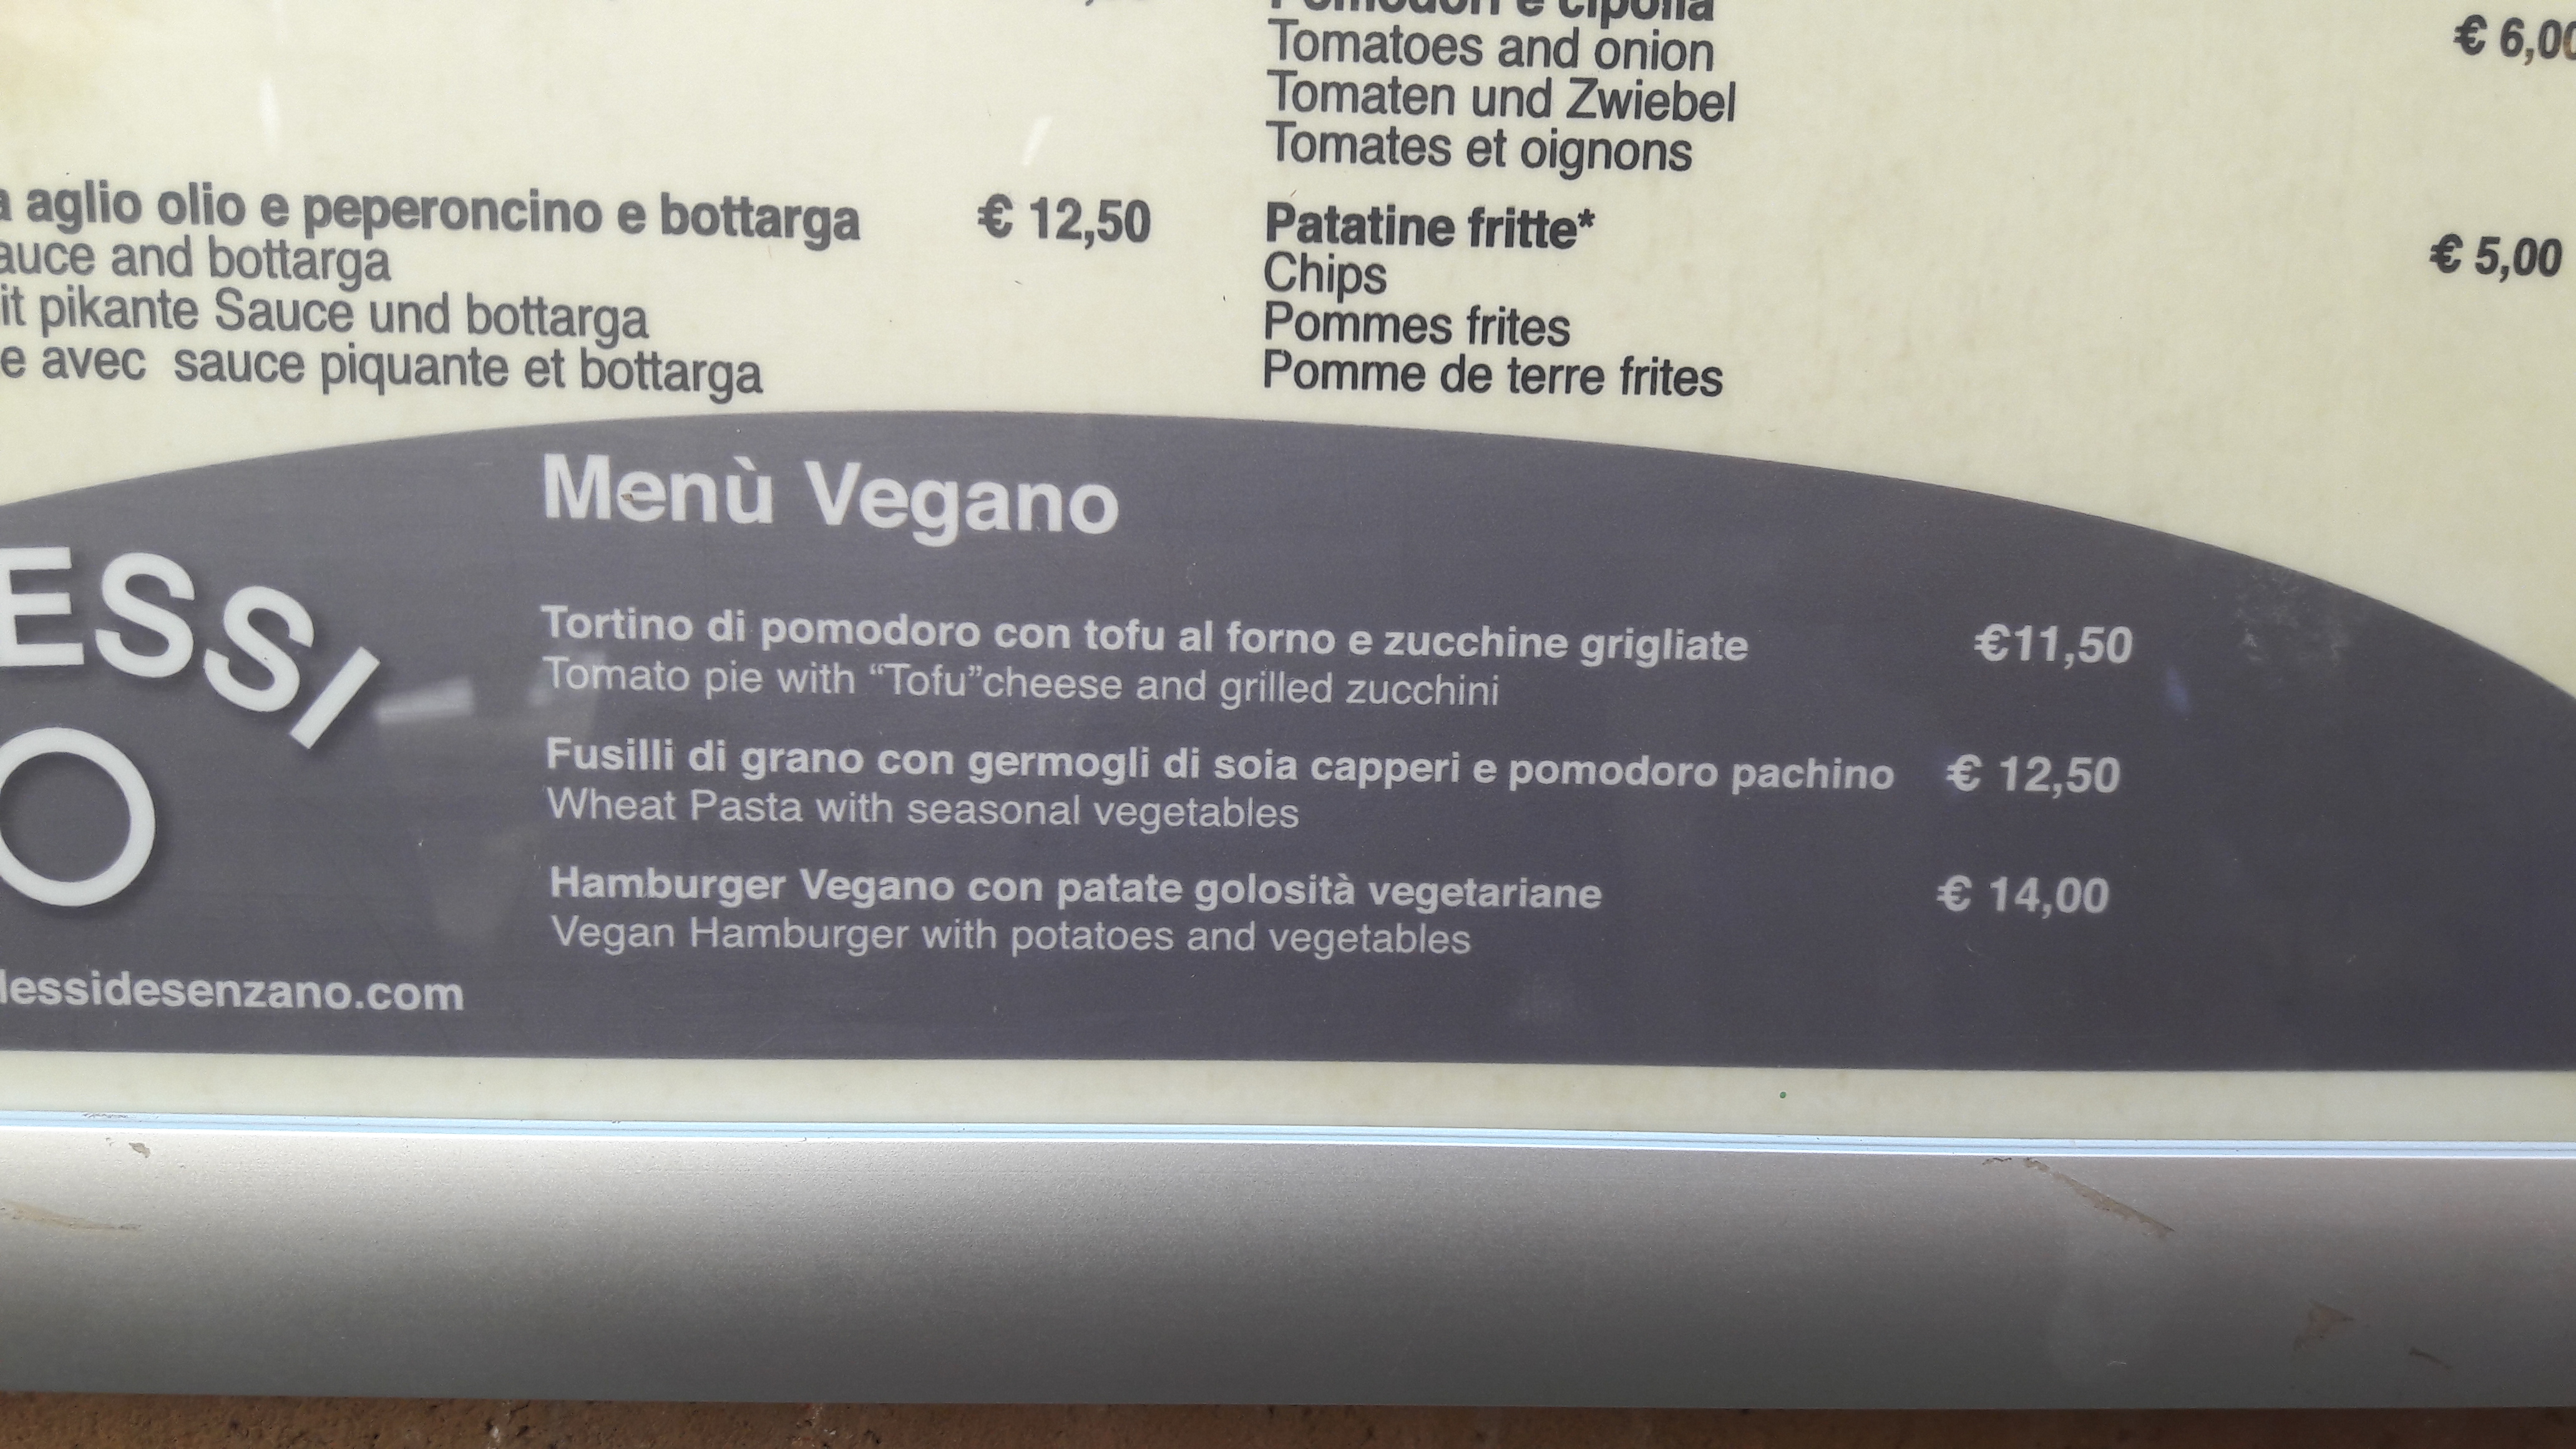 aglio olio e peperoncino e bottarga € 12,50
and bottarga
pikante Sauce und bottarga
avec sauce piquante et bottarga
Pomodori e cipolla
Tomatoes and onion € 6,00
Tomaten und Zwiebel
Tomates et oignons
Patatine fritte*
Chips € 5,00
Pommes frites
Pomme de terre frites
ESSI
O
lessidesenzano.com
Menù Vegano
Tortino di pomodoro con tofu al forno e zucchine grigliate €11,50
Tomato pie with “Tofu”cheese and grilled zucchini
Fusilli di grano con germogli di soia capperi e pomodoro pachino € 12,50
Wheat Pasta with seasonal vegetables
Hamburger Vegano con patate golosità vegetariane € 14,00
Vegan Hamburger with potatoes and vegetables